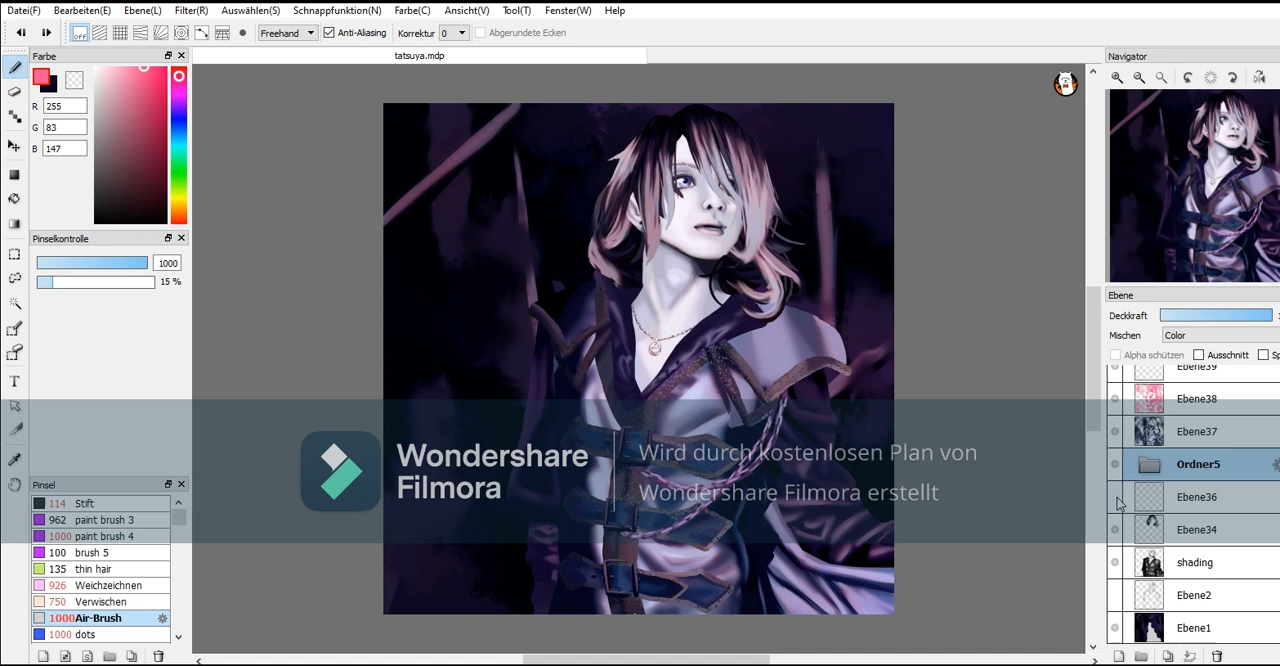 Datei(F) Bearbeiten(E) Ebene(L) Filter(R) Auswählen(S) Schnappfunktion(N) Farbe(C) Ansicht(V) Tool(T) Fenster(W) Help
off Freehand Anti-Aliasing Korrektur 0 Abgerundete Ecken
Farbe
tatsuya.mdp
Navigator
R 255
G 83
B 147
Pinselkontrolle
1000
15 %
Ebene
Deckkraft
Mischen Color
Alpha schützen Ausschnitt Sp
Ebene39
Ebene38
Ebene37
Ordner5
Ebene36
Ebene34
shading
Ebene2
Ebene1
Wondershare
Filmora
Wird durch kostenlosen Plan von
Wondershare Filmora erstellt
Pinsel
114 Stift
962 paint brush 3
1000 paint brush 4
100 brush 5
135 thin hair
926 Weichzeichnen
750 Verwischen
1000 Air-Brush
1000 dots
T